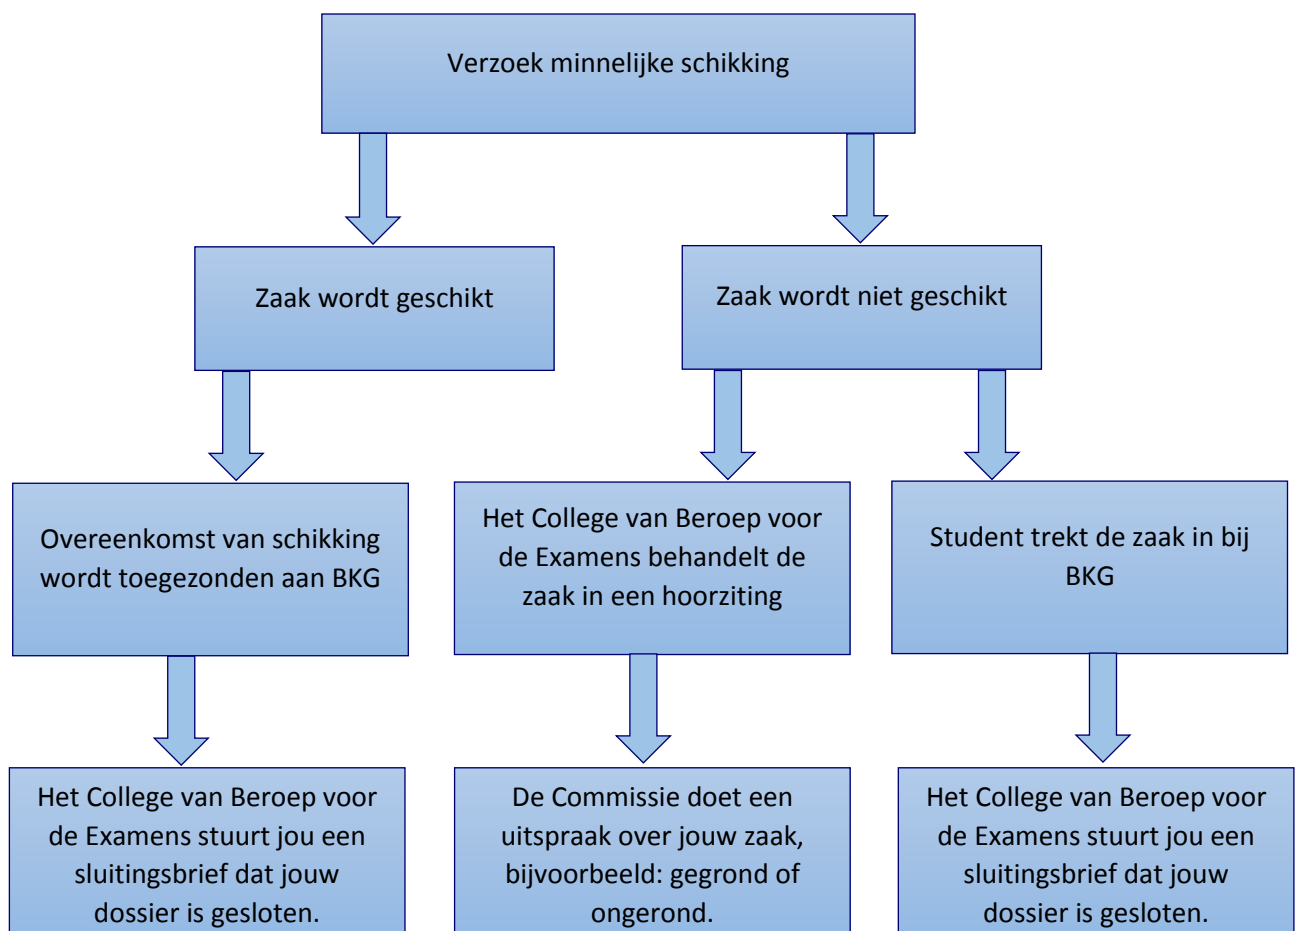 Verzoek minnelijke schikking
Zaak wordt geschikt
Zaak wordt niet geschikt
Overeenkomst van schikking
wordt toegezonden aan BKG
Het College van Beroep voor
de Examens behandelt de
zaak in een hoorziting
Student trekt de zaak in bij
BKG
Het College van Beroep voor
de Examens stuurt jou een
sluitingsbrief dat jouw
dossier is gesloten.
De Commissie doet een
uitspraak over jouw zaak,
bijvoorbeeld: gegrond of
ongerond.
Het College van Beroep voor
de Examens stuurt jou een
sluitingsbrief dat jouw
dossier is gesloten.